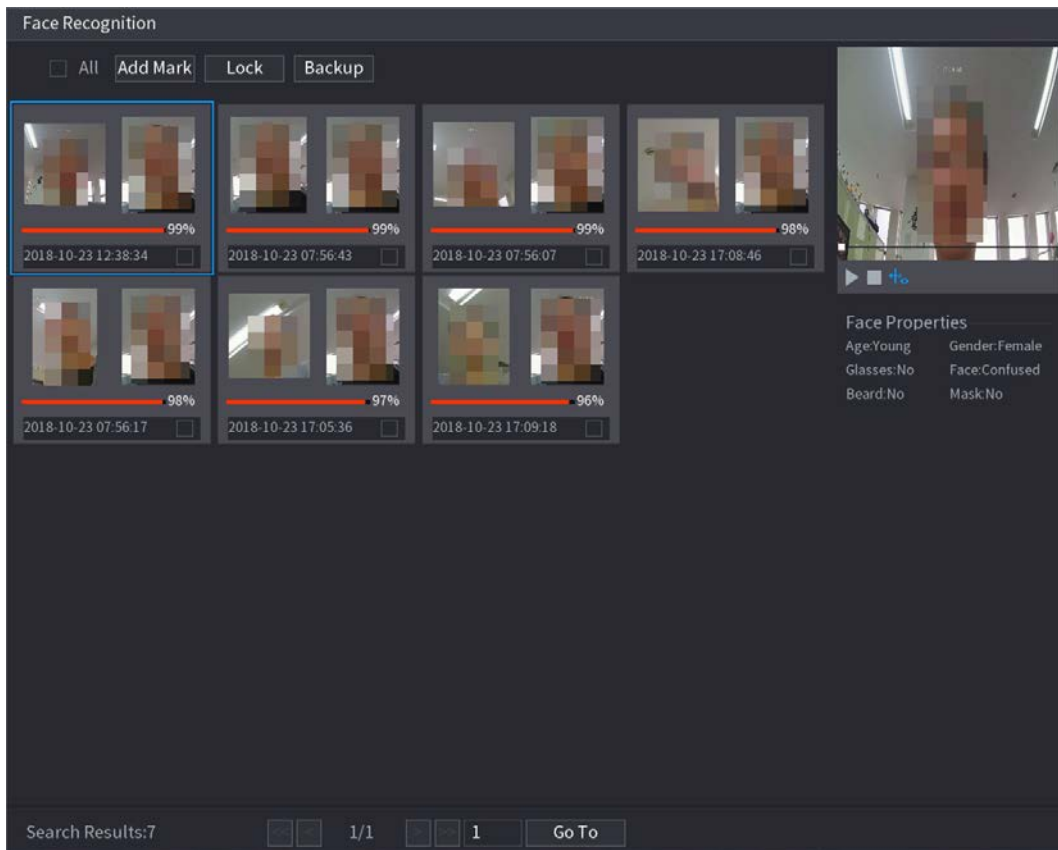 Face Recognition
All Add Mark Lock Backup
99% 99% 99% 98%
2018-10-23 12:38:34 2018-10-23 07:56:43 2018-10-23 07:56:07 2018-10-23 17:08:46
98% 97% 96%
2018-10-23 07:56:17 2018-10-23 17:05:36 2018-10-23 17:09:18
Face Properties
Age:Young Gender:Female
Glasses:No Face:Confused
Beard:No Mask:No
Search Results:7 << < 1/1 > >> 1 Go To